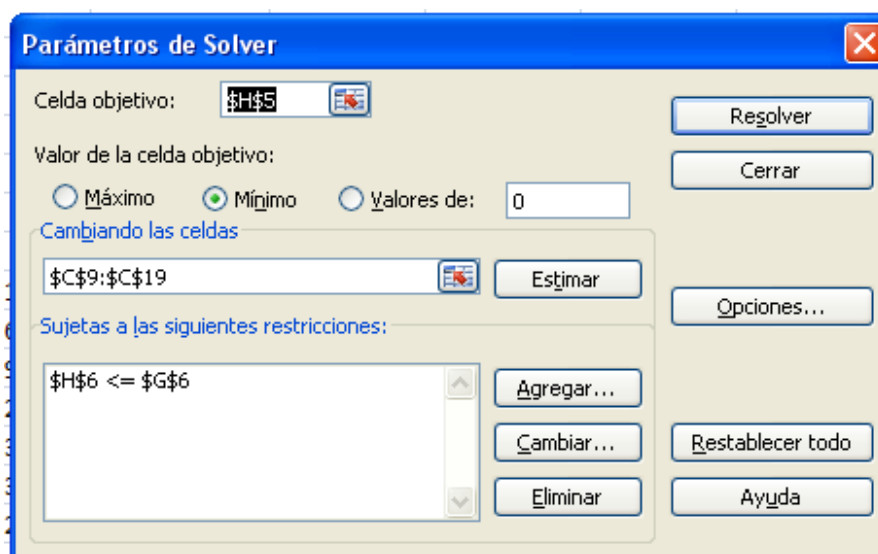 Parámetros de Solver
Celda objetivo: $H$5
Resolver
Valor de la celda objetivo:
Cerrar
Máximo Mínimo Valores de: 0
Cambiando las celdas
$C$9:$C$19 Estimar
Opciones...
Sujetas a las siguientes restricciones:
$H$6 <= $G$6
Agregar...
Cambiar... Restablecer todo
Eliminar Ayuda